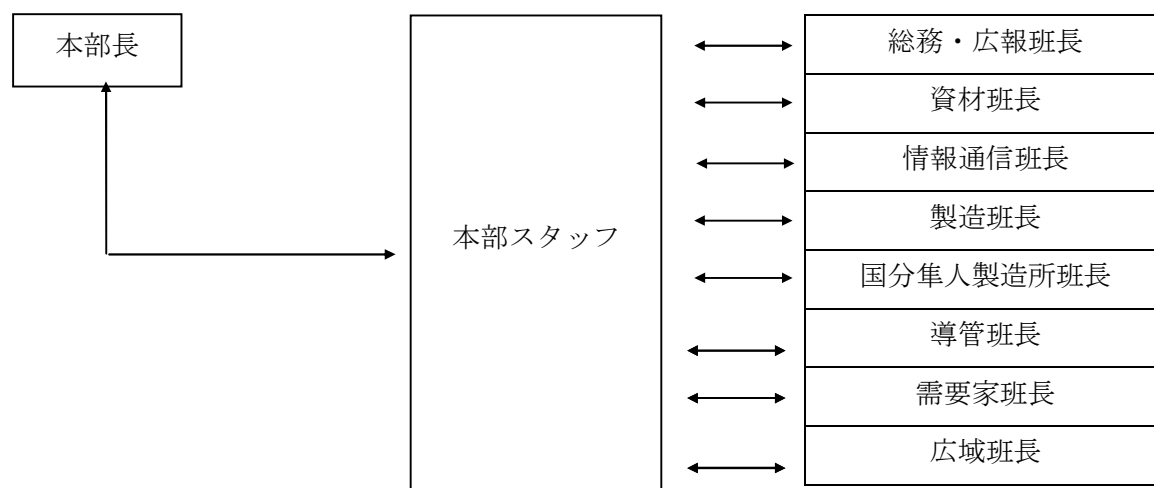 本部長
本部スタッフ
総務・広報班長
資材班長
情報通信班長
製造班長
国分隼人製造所班長
導管班長
需要家班長
広域班長